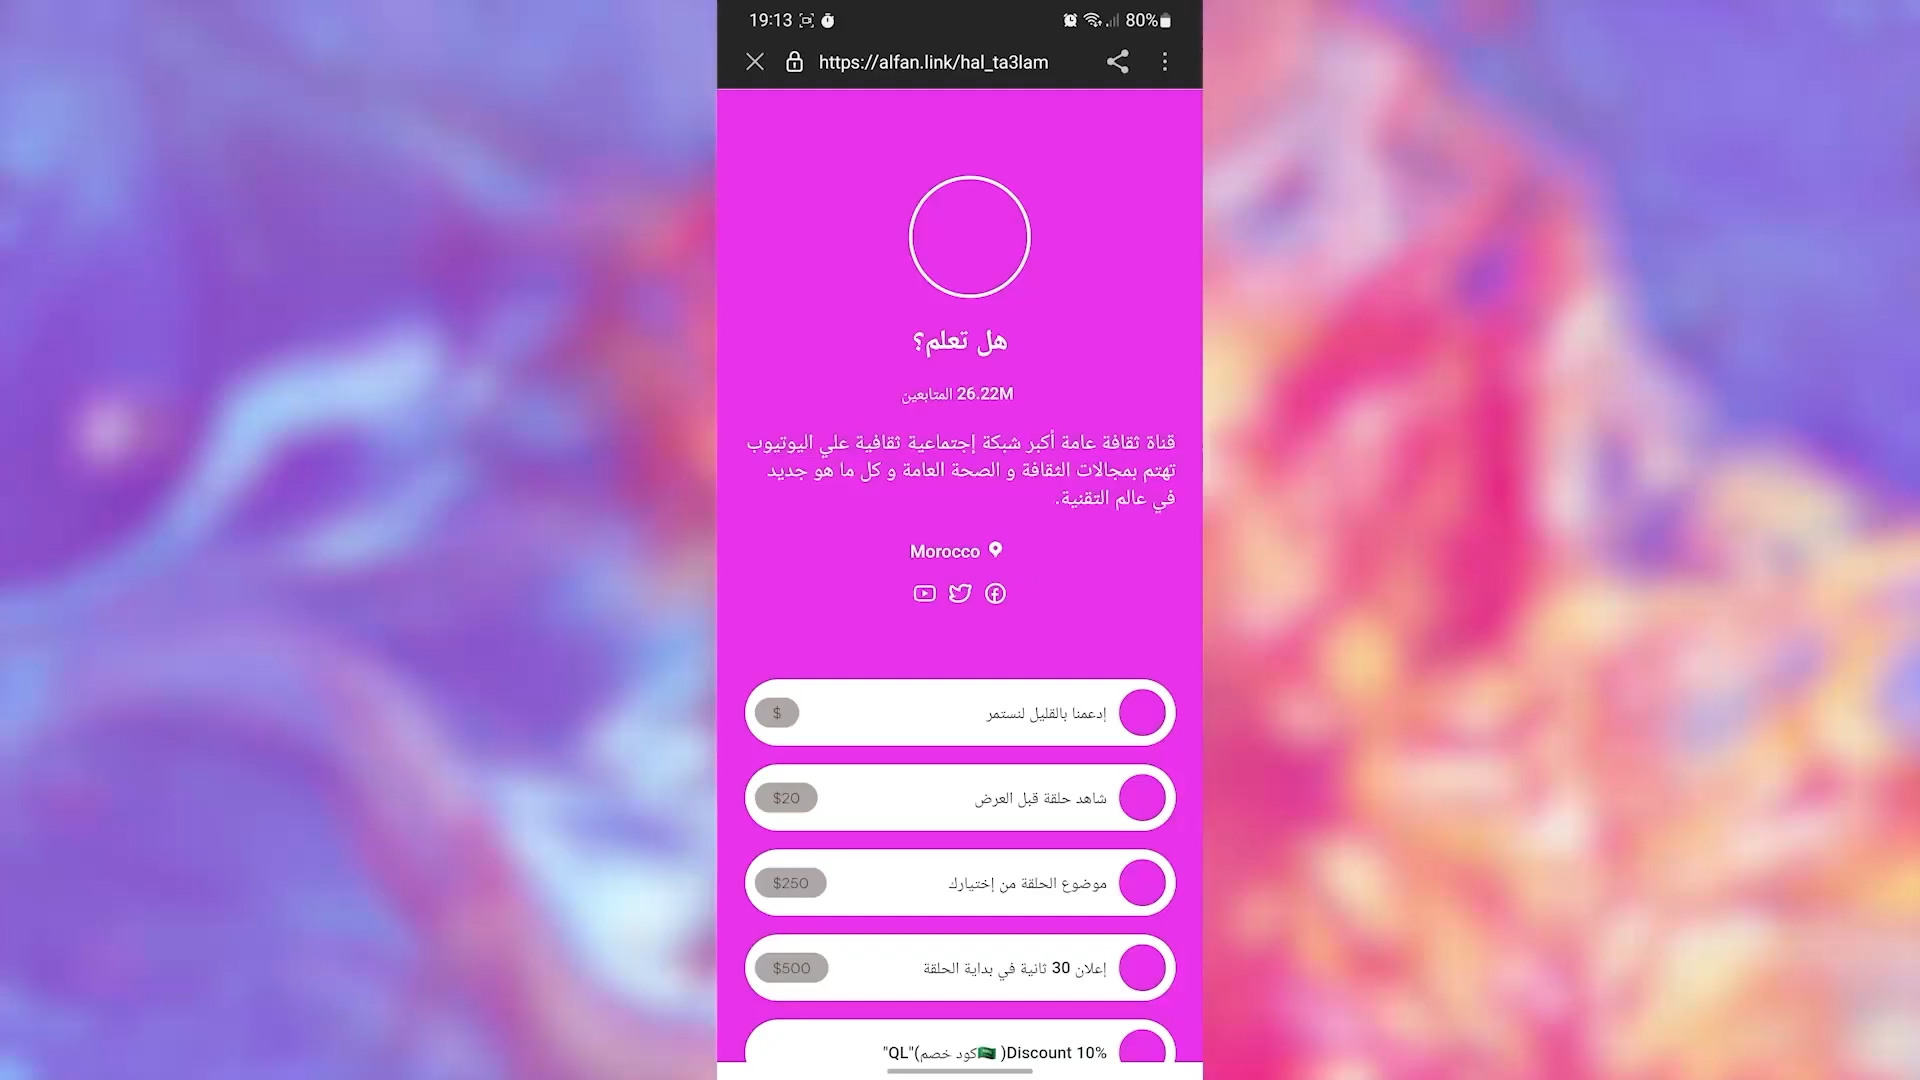 19:13
80%
https://alfan.link/hal_ta3lam
هل تعلم؟
26.22M المتابعين
قناة ثقافة عامة أكبر شبكة إجتماعية ثقافية علي اليوتيوب
تهتم بمجالات الثقافة و الصحة العامة و كل ما هو جديد
في عالم التقنية.
Morocco
إدعمنا بالقليل لنستمر
$
شاهد حلقة قبل العرض
$20
موضوع الحلقة من إختيارك
$250
إعلان 30 ثانية في بداية الحلقة
$500
"QL"(كود خصم🇸🇦 )Discount 10%